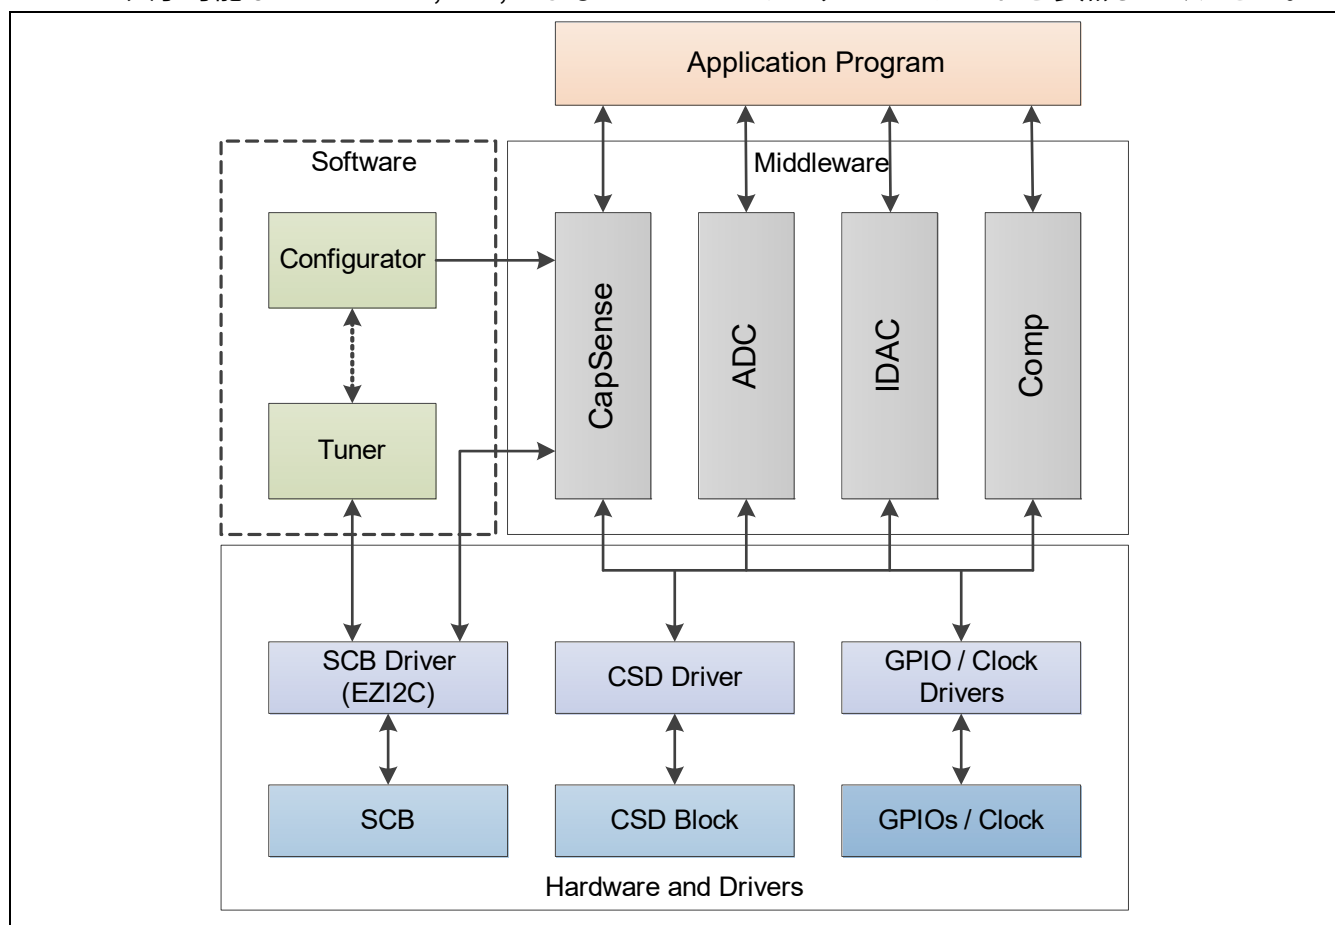 Application Program
Software
Middleware
Configurator
Tuner
CapSense
ADC
IDAC
Comp
SCB Driver
(EZI2C)
CSD Driver
GPIO / Clock
Drivers
SCB
CSD Block
GPIOs / Clock
Hardware and Drivers